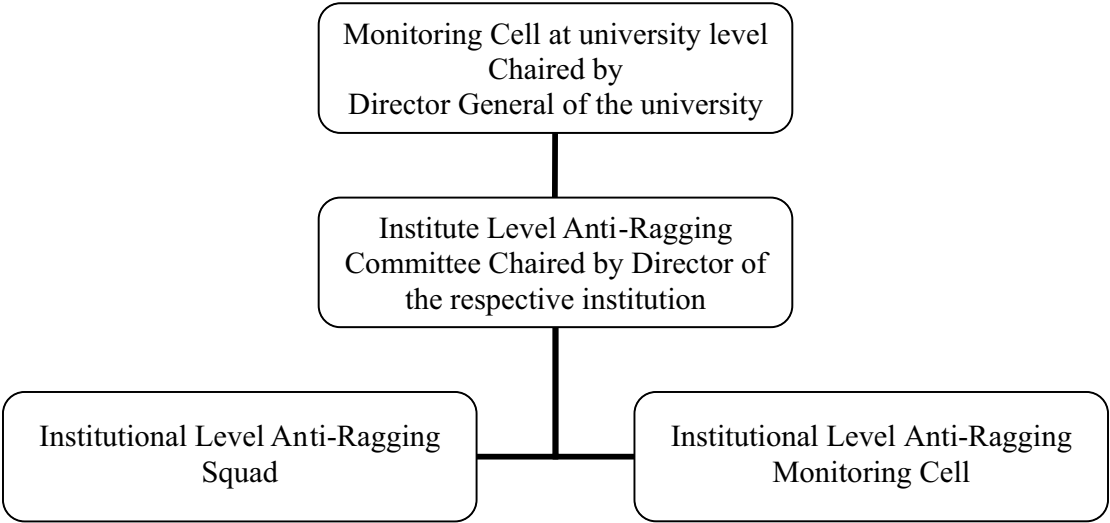 Monitoring Cell at university level
Chaired by
Director General of the university
Institute Level Anti-Ragging
Committee Chaired by Director of
the respective institution
Institutional Level Anti-Ragging
Squad
Institutional Level Anti-Ragging
Monitoring Cell